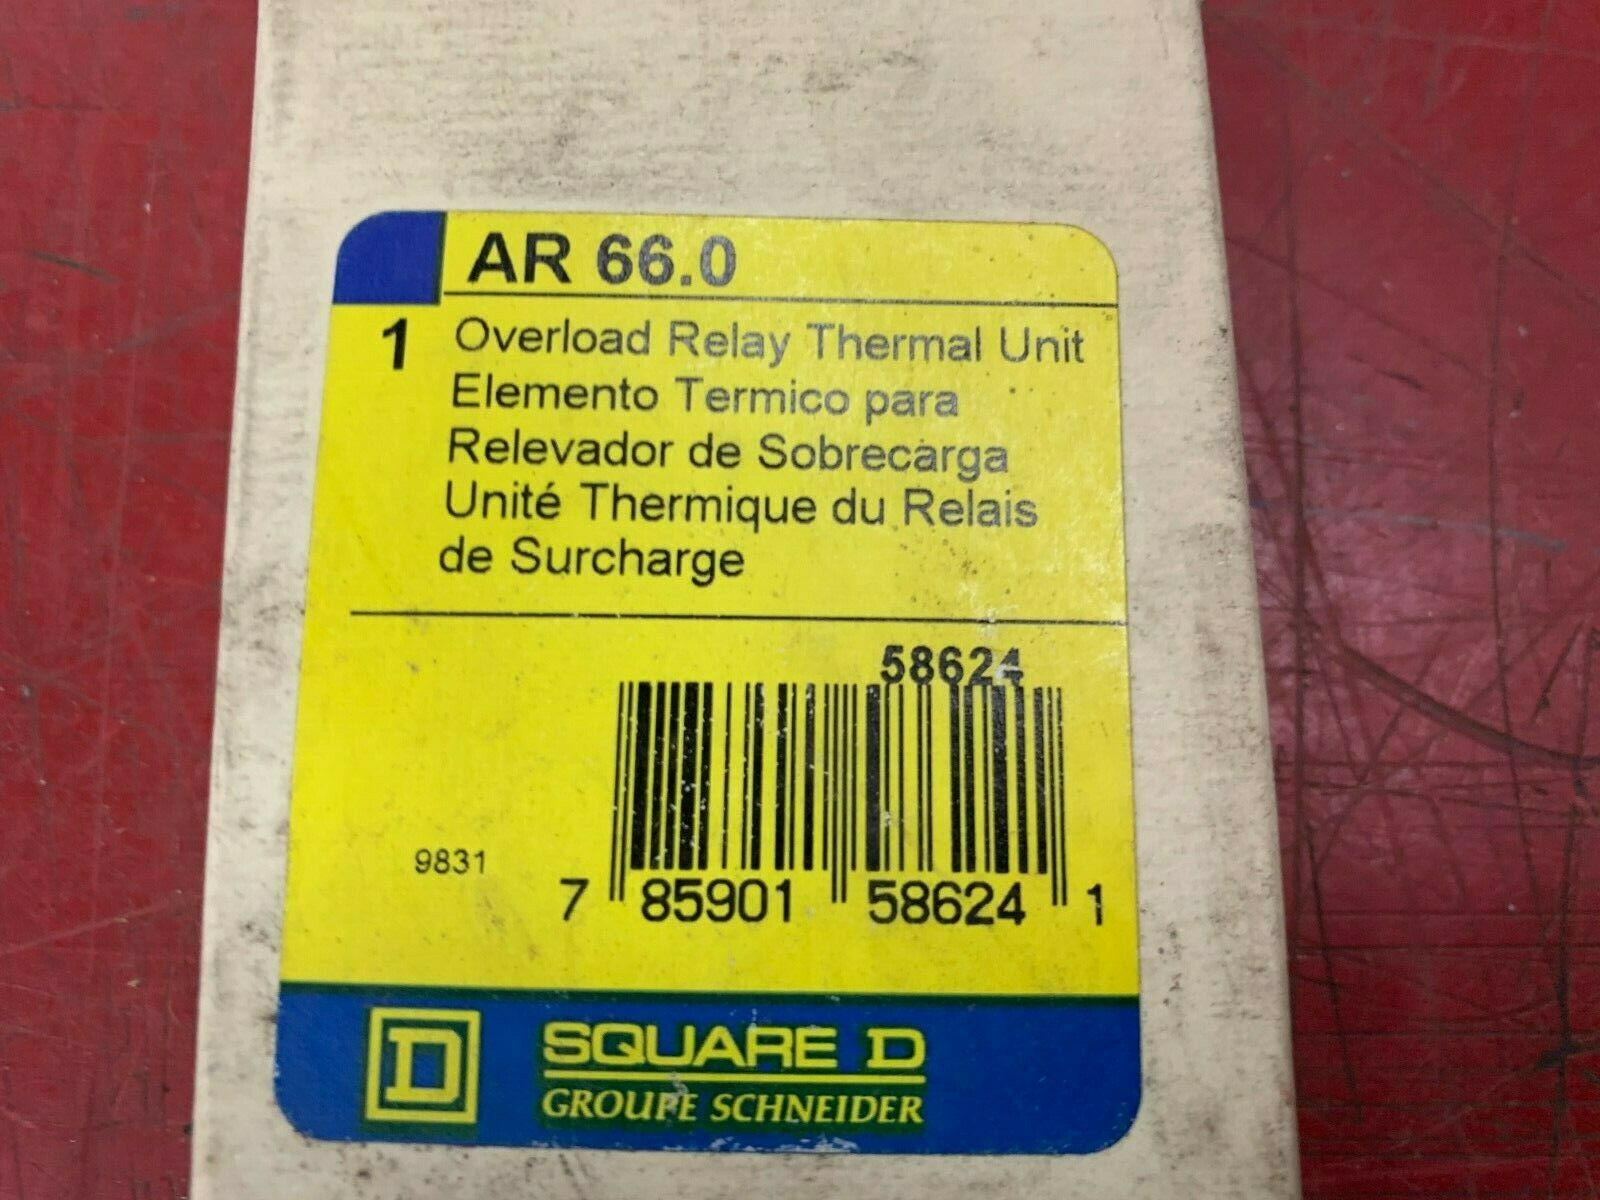 AR 66.0
1 Overload Relay Thermal Unit
Elemento Termico para
Relevador de Sobrecarga
Unité Thermique du Relais
de Surcharge
58624
9831
7 85901 58624 1
D SQUARE D
GROUPE SCHNEIDER